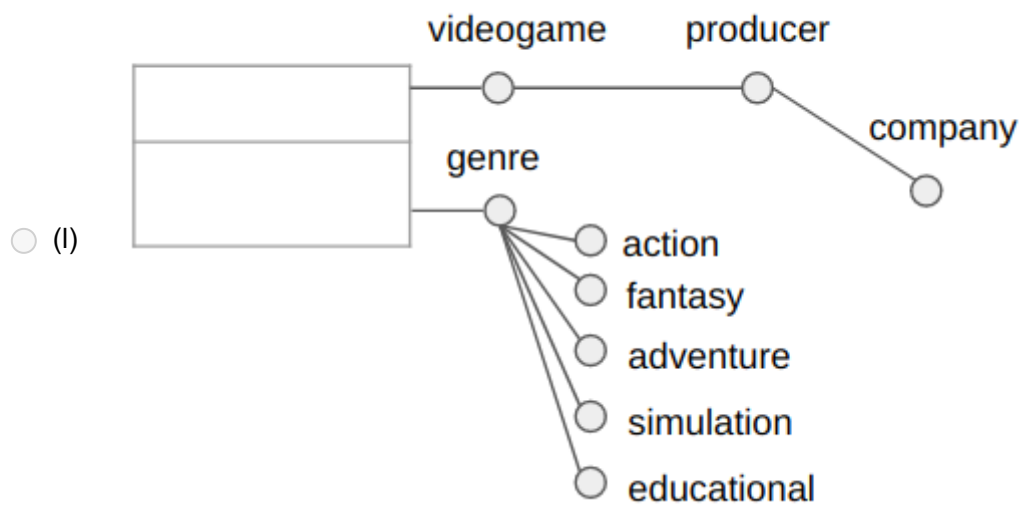 videogame producer
company
genre
(I)
action
fantasy
adventure
simulation
educational